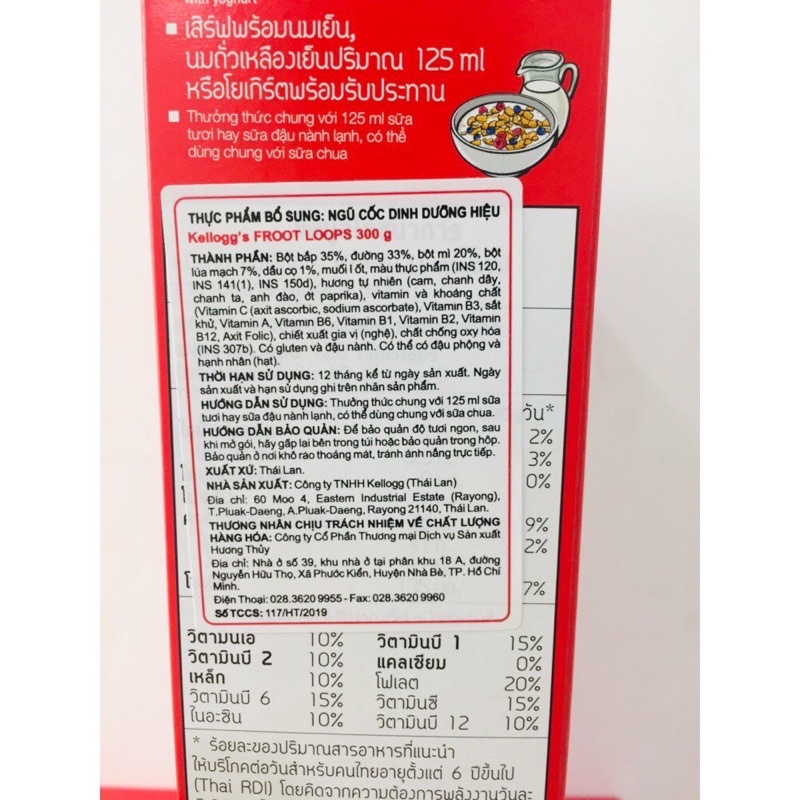 with yoghurt
■ เสิร์ฟพร้อมนมเย็น,
นมถั่วเหลืองเย็นปริมาณ 125 ml
หรือโยเกิร์ตพร้อมรับประทาน
■ Thưởng thức chung với 125 ml sữa
tươi hay sữa đậu nành lạnh, có thể
dùng chung với sữa chua
THỰC PHẨM BỔ SUNG: NGŨ CỐC DINH DƯỠNG HIỆU
Kellogg's FROOT LOOPS 300 g
THÀNH PHẦN: Bột bắp 35%, đường 33%, bột mì 20%, bột
lúa mạch 7%, dầu cọ 1%, muối I ốt, màu thực phẩm (INS 120,
INS 141(1), INS 150d), hương tự nhiên (cam, chanh dây,
chanh ta, anh đào, ớt paprika), vitamin và khoáng chất
(Vitamin C (axit ascorbic, sodium ascorbate), Vitamin B3, sắt
khử, Vitamin A, Vitamin B6, Vitamin B1, Vitamin B2, Vitamin
B12, Axit Folic), chiết xuất gia vị (nghệ), chất chống oxy hóa
(INS 307b). Có gluten và đậu nành. Có thể có đậu phộng và
hạnh nhân (hạt).
THỜI HẠN SỬ DỤNG: 12 tháng kể từ ngày sản xuất. Ngày
sản xuất và hạn sử dụng ghi trên nhãn sản phẩm.
HƯỚNG DẪN SỬ DỤNG: Thưởng thức chung với 125 ml sữa
tươi hay sữa đậu nành lạnh, có thể dùng chung với sữa chua.
HƯỚNG DẪN BẢO QUẢN: Để bảo quản độ tươi ngon, sau
khi mở gói, hãy gấp lại bên trong túi hoặc bảo quản trong hộp.
Bảo quản ở nơi khô ráo thoáng mát, tránh ánh nắng trực tiếp.
XUẤT XỨ: Thái Lan.
NHÀ SẢN XUẤT: Công ty TNHH Kellogg (Thái Lan)
Địa chỉ: 60 Moo 4, Eastern Industrial Estate (Rayong),
T.Pluak-Daeng, A.Pluak-Daeng, Rayong 21140, Thái Lan.
THƯƠNG NHÂN CHỊU TRÁCH NHIỆM VỀ CHẤT LƯỢNG
HÀNG HÓA: Công ty Cổ Phần Thương mại Dịch vụ Sản xuất
Hương Thủy
Địa chỉ: Nhà ở số 39, khu nhà ở tại phân khu 18 A, đường
Nguyễn Hữu Thọ, Xã Phước Kiển, Huyện Nhà Bè, TP. Hồ Chí
Minh.
Điện Thoại: 028.3620 9955 - Fax: 028.3620 9960
Số TCCS: 117/HT/2019
วัน*
2%
3%
0%
9%
2%
7%
วิตามินเอ 10% วิตามินบี 1 15%
วิตามินบี 2 10% แคลเซียม 0%
เหล็ก 10% โฟเลต 20%
วิตามินบี 6 15% วิตามินซี 15%
ไนอะซิน 10% วิตามินบี 12 10%
* ร้อยละของปริมาณสารอาหารที่แนะนำ
ให้บริโภคต่อวันสำหรับคนไทยอายุตั้งแต่ 6 ปีขึ้นไป
(Thai RDI) โดยคิดจากความต้องการพลังงานวันละ